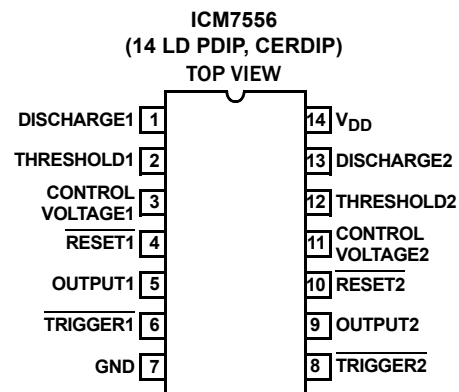 ICM7556
(14 LD PDIP, CERDIP)
TOP VIEW
DISCHARGE1 1
THRESHOLD1 2
CONTROL
VOLTAGE1 3
RESET1 4
OUTPUT1 5
TRIGGER1 6
GND 7
14 VDD
13 DISCHARGE2
12 THRESHOLD2
11 CONTROL
VOLTAGE2
10 RESET2
9 OUTPUT2
8 TRIGGER2